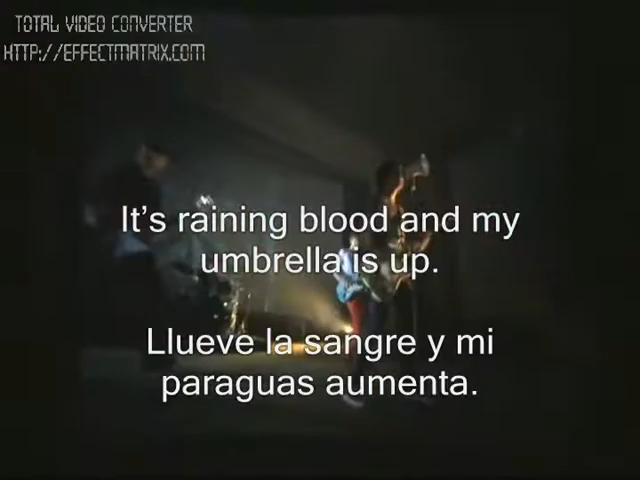 TOTAL VIDEO CONVERTER
HTTP://EFFECTMATRIX.COM
It's raining blood and my
umbrella is up.
Llueve la sangre y mi
paraguas aumenta.